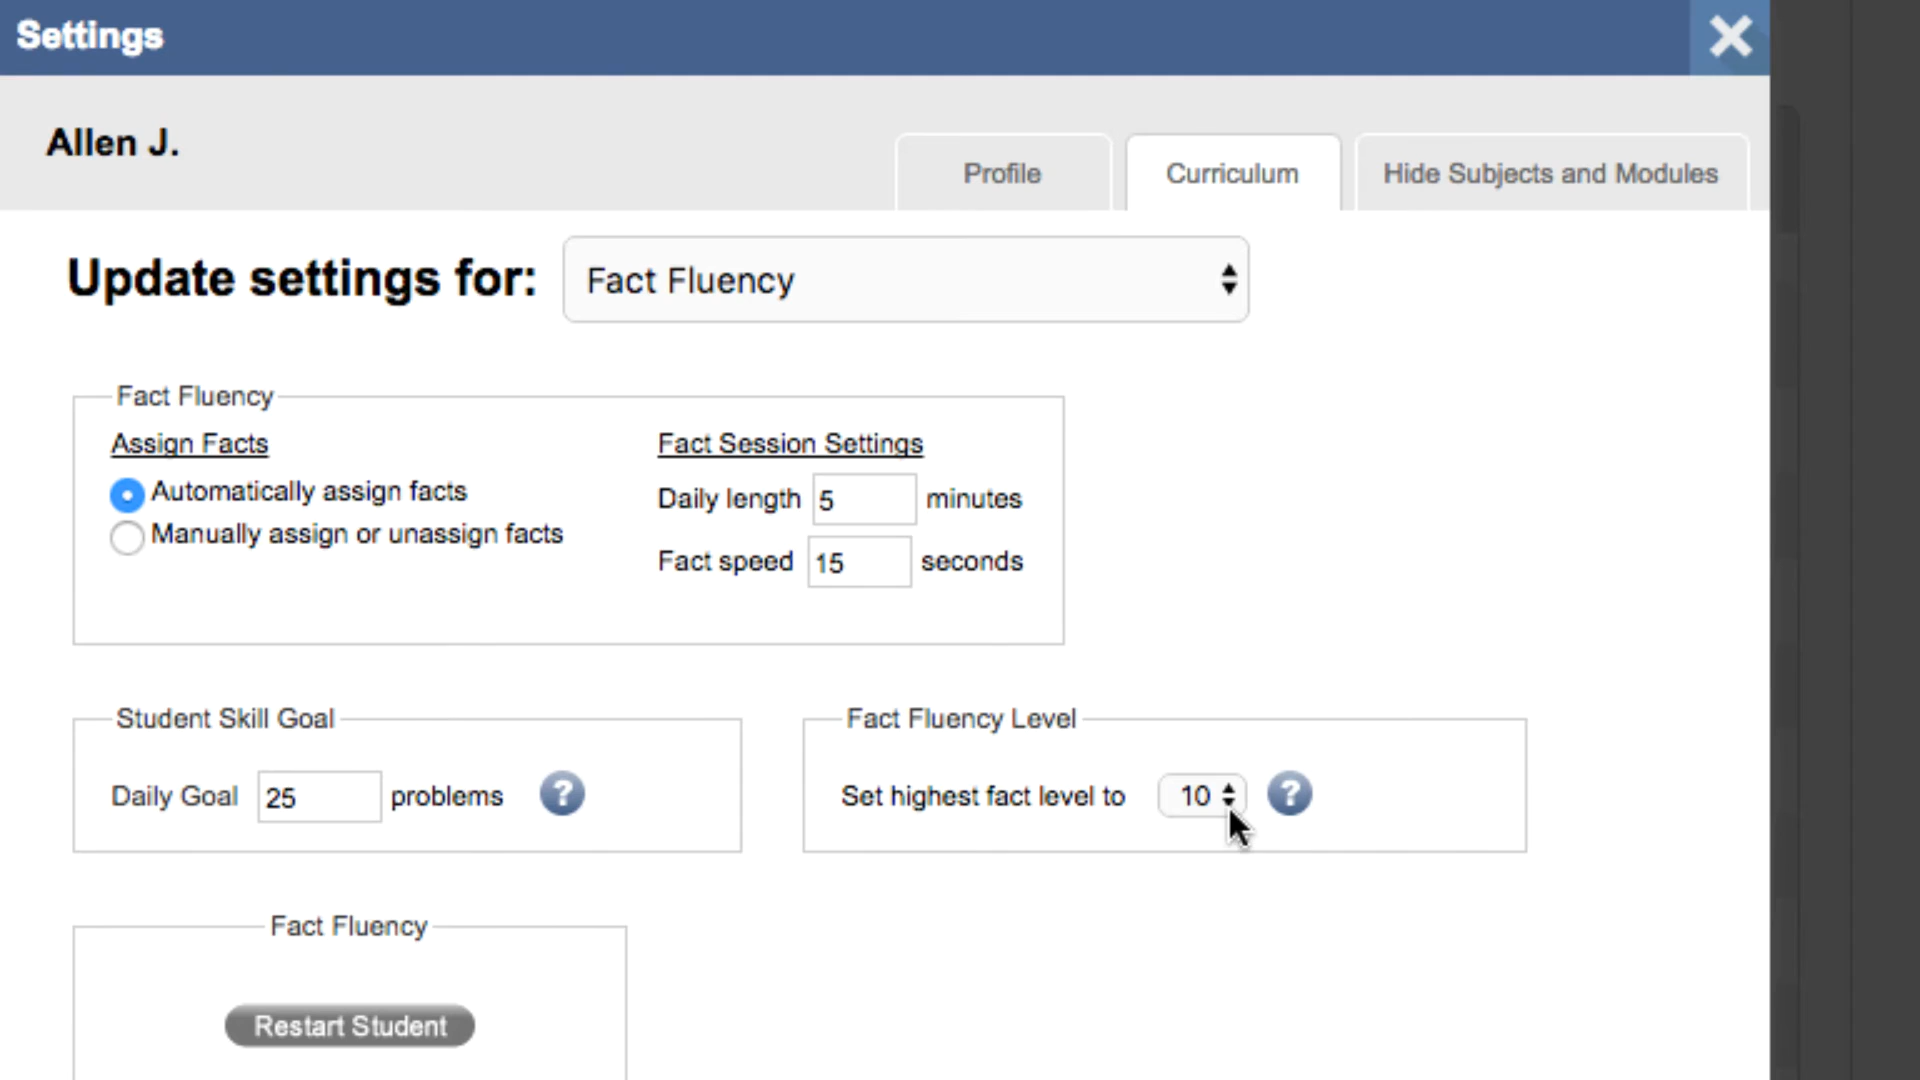 Settings
Allen J.
Profile
Curriculum
Hide Subjects and Modules
Update settings for: Fact Fluency
Fact Fluency
Assign Facts
Fact Session Settings
Automatically assign facts
Daily length 5 minutes
Manually assign or unassign facts
Fact speed 15 seconds
Student Skill Goal
Fact Fluency Level
Daily Goal 25 problems ?
Set highest fact level to 10 ?
Fact Fluency
Restart Student